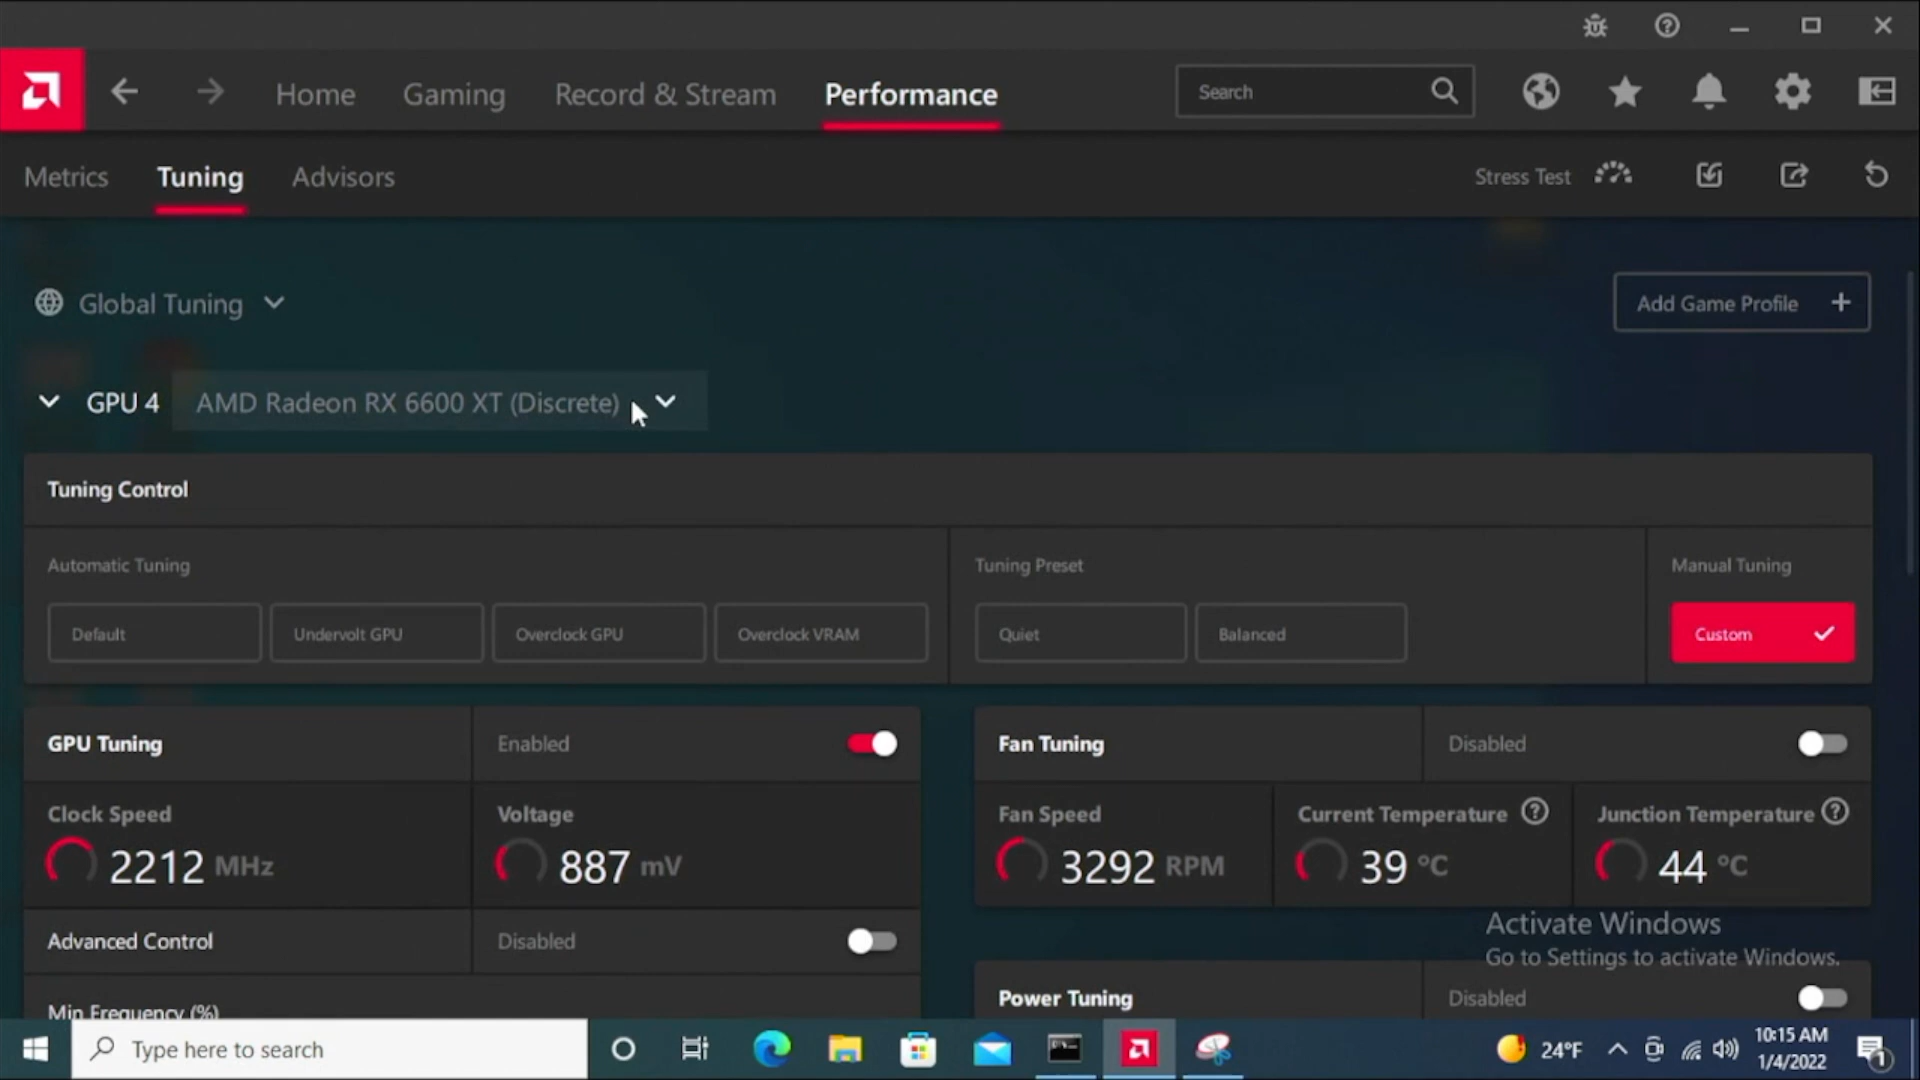 Home Gaming Record & Stream Performance Search
Metrics Tuning Advisors Stress Test
Global Tuning Add Game Profile
GPU 4 AMD Radeon RX 6600 XT (Discrete)
Tuning Control
Automatic Tuning Tuning Preset Manual Tuning
Default Undervolt GPU Overclock GPU Overclock VRAM Quiet Balanced Custom
GPU Tuning Enabled Fan Tuning Disabled
Clock Speed Voltage Fan Speed Current Temperature Junction Temperature
2212 MHz 887 mV 3292 RPM 39 °C 44 °C
Activate Windows
Advanced Control Disabled
Go to Settings to activate Windows.
Power Tuning Disabled
Min Frequency (%)
Type here to search 24°F 10:15 AM
1/4/2022
1